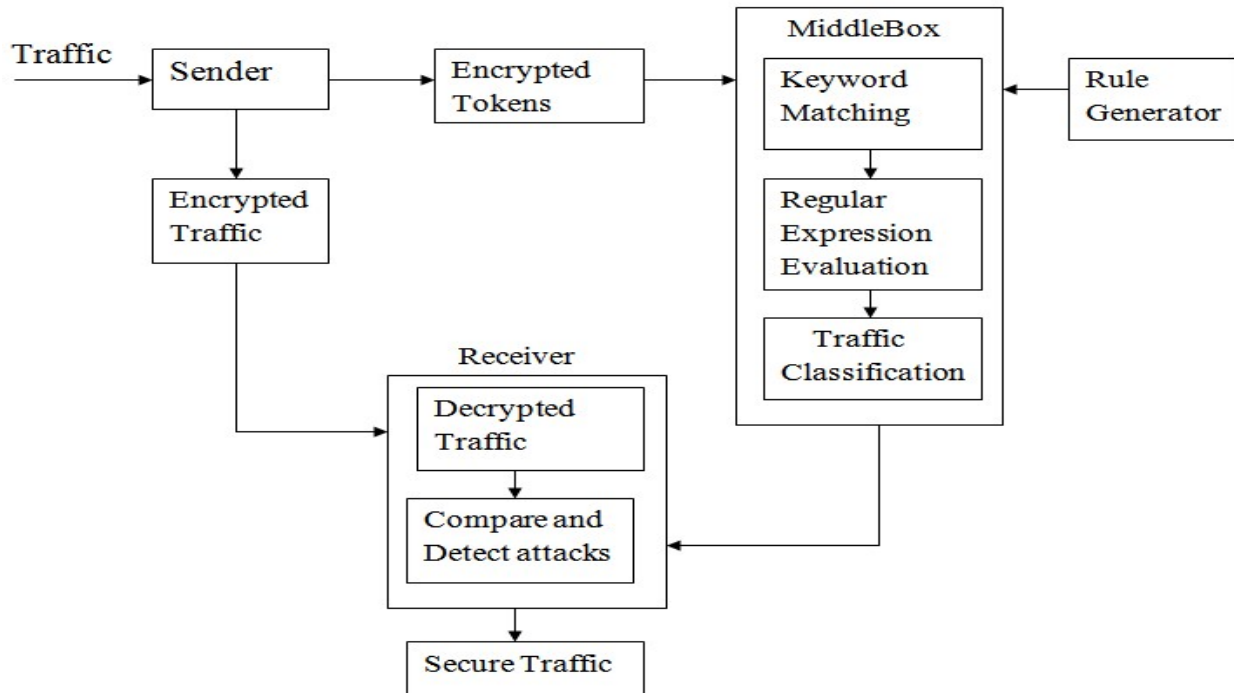 Traffic
Sender
Encrypted
Tokens
MiddleBox
Keyword
Matching
Rule
Generator
Encrypted
Traffic
Regular
Expression
Evaluation
Traffic
Classification
Receiver
Decrypted
Traffic
Compare and
Detect attacks
Secure Traffic